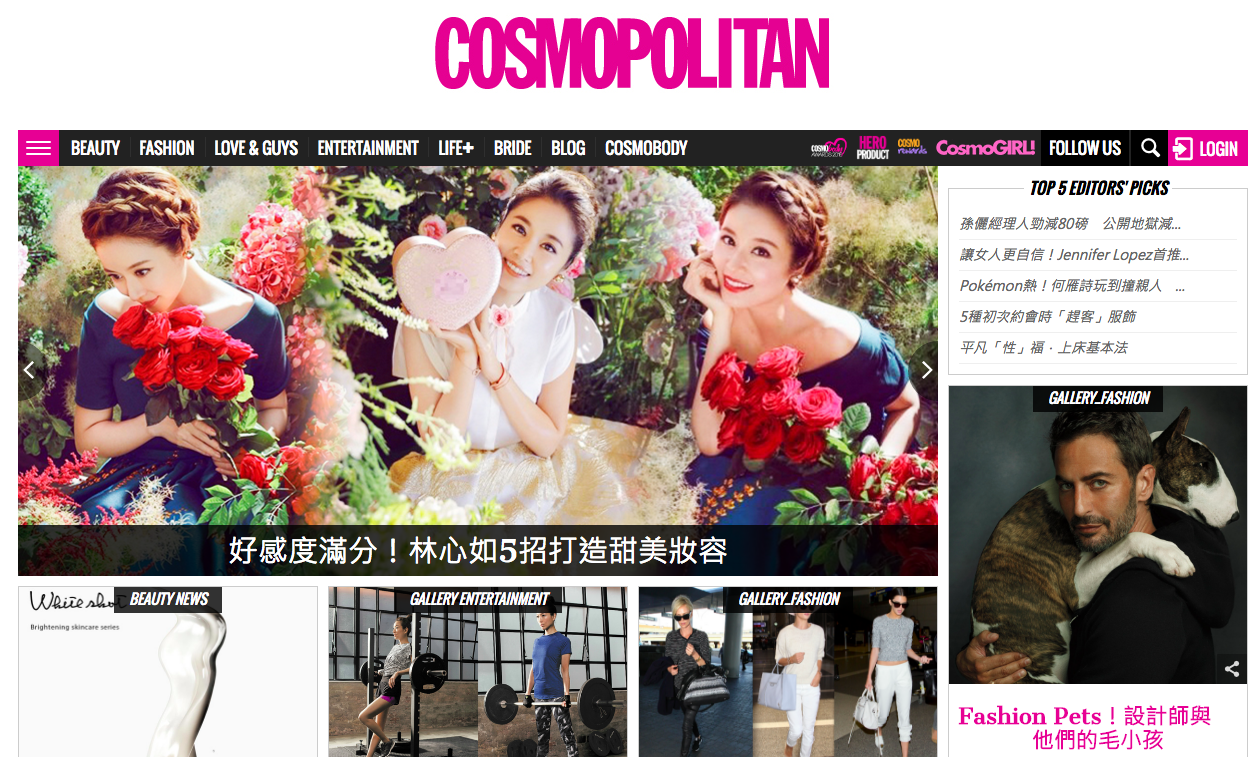 COSMOPOLITAN
BEAUTY FASHION LOVE & GUYS ENTERTAINMENT LIFE+ BRIDE BLOG COSMOBODY
COSMO body AWARDS 2016
HERO PRODUCT
COSMO rewards
CosmoGIRL!
FOLLOW US
LOGIN
好感度滿分！林心如5招打造甜美妝容
TOP 5 EDITORS' PICKS
孫儷經理人勁減80磅　公開地獄減...
讓女人更自信！Jennifer Lopez首推...
Pokémon熱！何雁詩玩到撞親人　...
5種初次約會時「趕客」服飾
平凡「性」福．上床基本法
GALLERY_FASHION
Fashion Pets！設計師與
他們的毛小孩
BEAUTY NEWS
White shot
Brightening skincare series
GALLERY ENTERTAINMENT
GALLERY_FASHION